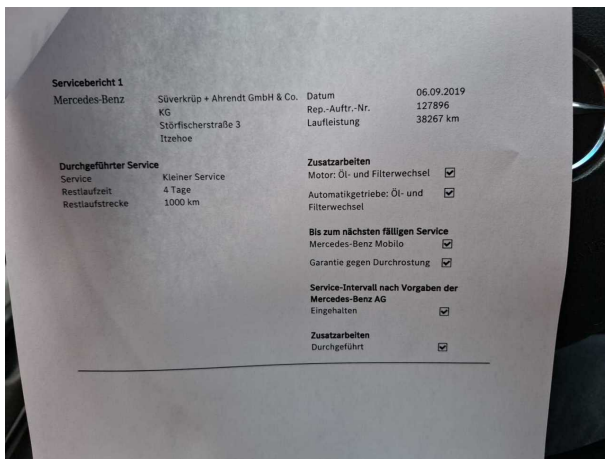 Servicebericht 1
Mercedes-Benz
Süverkrüp + Ahrendt GmbH & Co.
KG
Störfischerstraße 3
Itzehoe
Datum 06.09.2019
Rep.-Auftr.-Nr. 127896
Laufleistung 38267 km
Durchgeführter Service
Service Kleiner Service
Restlaufzeit 4 Tage
Restlaufstrecke 1000 km
Zusatzarbeiten
Motor: Öl- und Filterwechsel ☑
Automatikgetriebe: Öl- und ☑
Filterwechsel
Bis zum nächsten fälligen Service
Mercedes-Benz Mobilo ☑
Garantie gegen Durchrostung ☑
Service-Intervall nach Vorgaben der
Mercedes-Benz AG
Eingehalten ☑
Zusatzarbeiten
Durchgeführt ☑